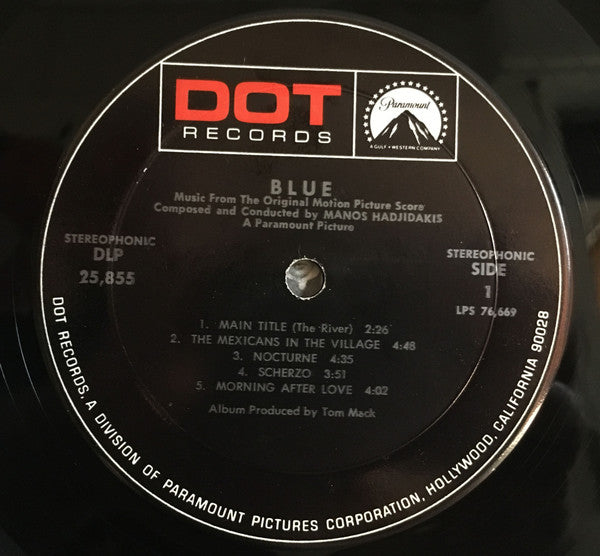 DOT
RECORDS
Paramount
A GULF + WESTERN COMPANY
BLUE
Music From The Original Motion Picture Score
Composed and Conducted by MANOS HADJIDAKIS
A Paramount Picture
STEREOPHONIC
DLP
25,855
STEREOPHONIC
SIDE
1
LPS 76,669
1. MAIN TITLE (The River) 2:26
2. THE MEXICANS IN THE VILLAGE 4:48
3. NOCTURNE 4:35
4. SCHERZO 3:51
5. MORNING AFTER LOVE 4:02
Album Produced by Tom Mack
DOT RECORDS, A DIVISION OF PARAMOUNT PICTURES CORPORATION, HOLLYWOOD, CALIFORNIA 90028